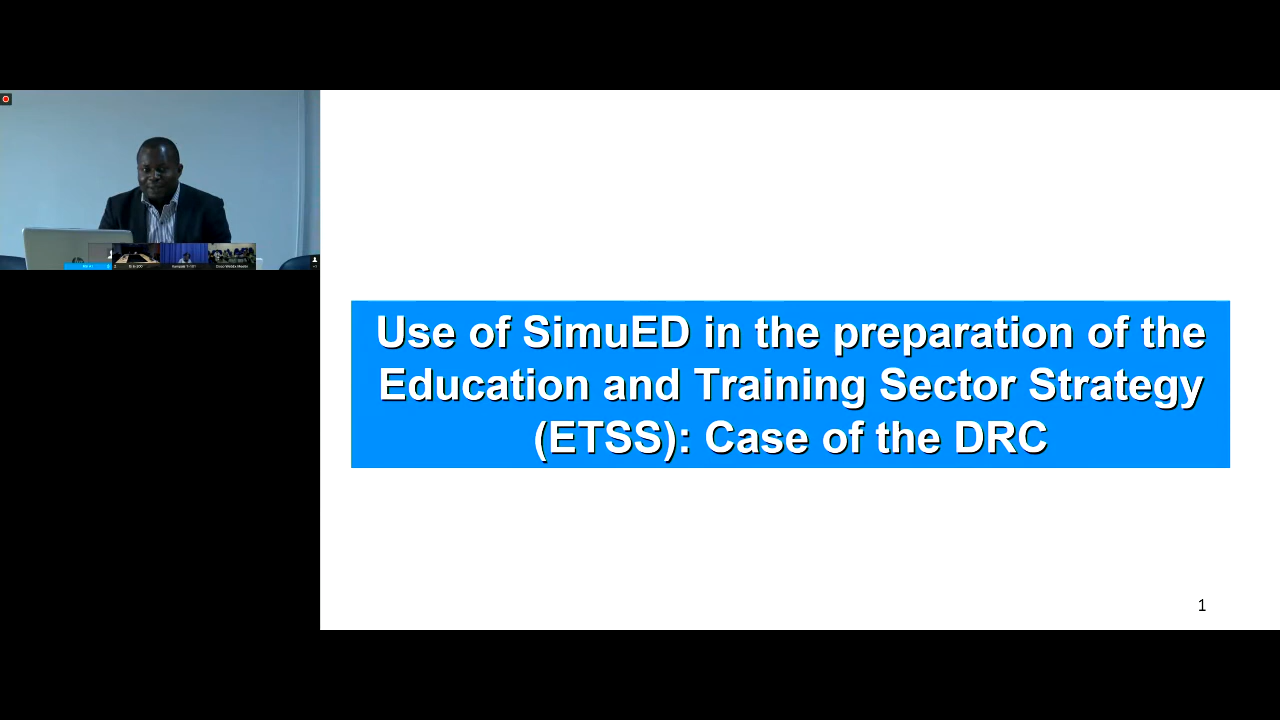 Use of SimuED in the preparation of the
Education and Training Sector Strategy
(ETSS): Case of the DRC
1